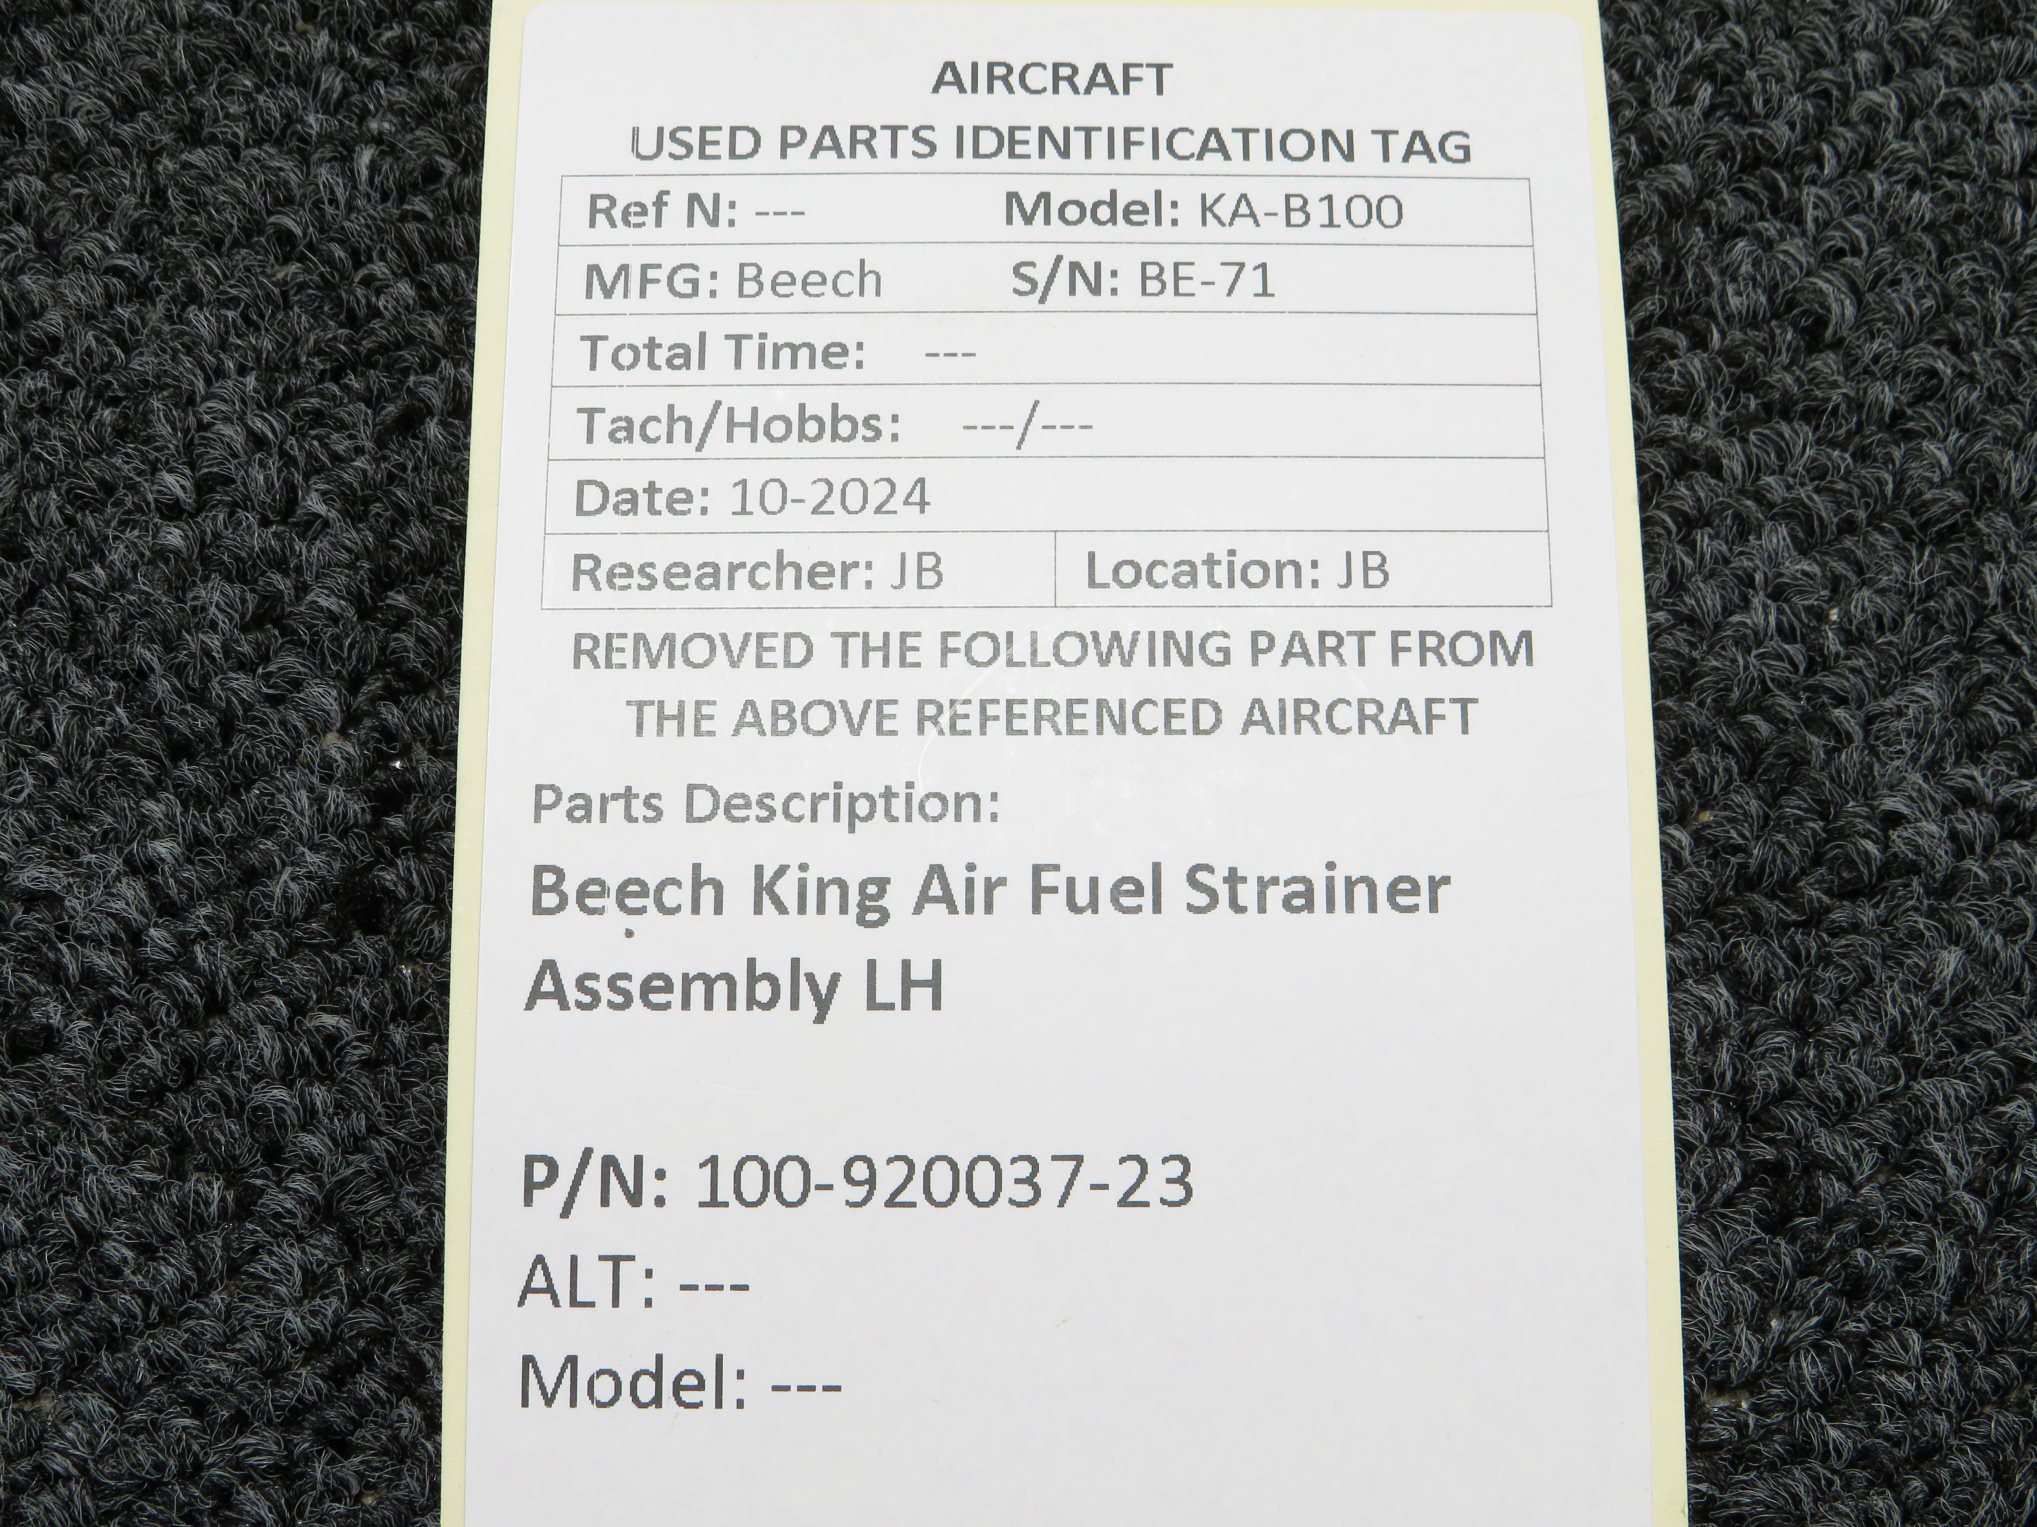 AIRCRAFT
USED PARTS IDENTIFICATION TAG
Ref N: --- Model: KA-B100
MFG: Beech S/N: BE-71
Total Time: ---
Tach/Hobbs: ---/---
Date: 10-2024
Researcher: JB Location: JB
REMOVED THE FOLLOWING PART FROM
THE ABOVE REFERENCED AIRCRAFT
Parts Description:
Beech King Air Fuel Strainer
Assembly LH
P/N: 100-920037-23
ALT: ---
Model: ---